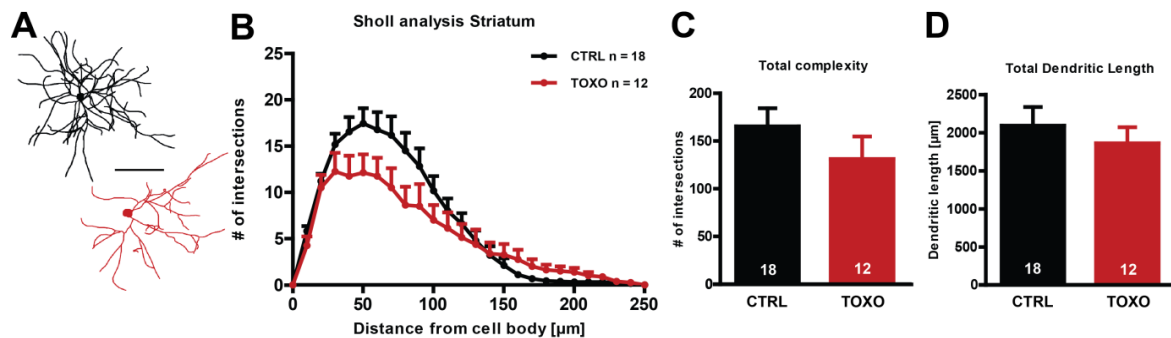 A
B
Sholl analysis Striatum
CTRL n = 18
TOXO n = 12
# of intersections
25
20
15
10
5
0
0 50 100 150 200 250
Distance from cell body [µm]
C
Total complexity
# of intersections
200
150
100
50
0
18 12
CTRL TOXO
D
Total Dendritic Length
Dendritic length [µm]
2500
2000
1500
1000
500
0
18 12
CTRL TOXO